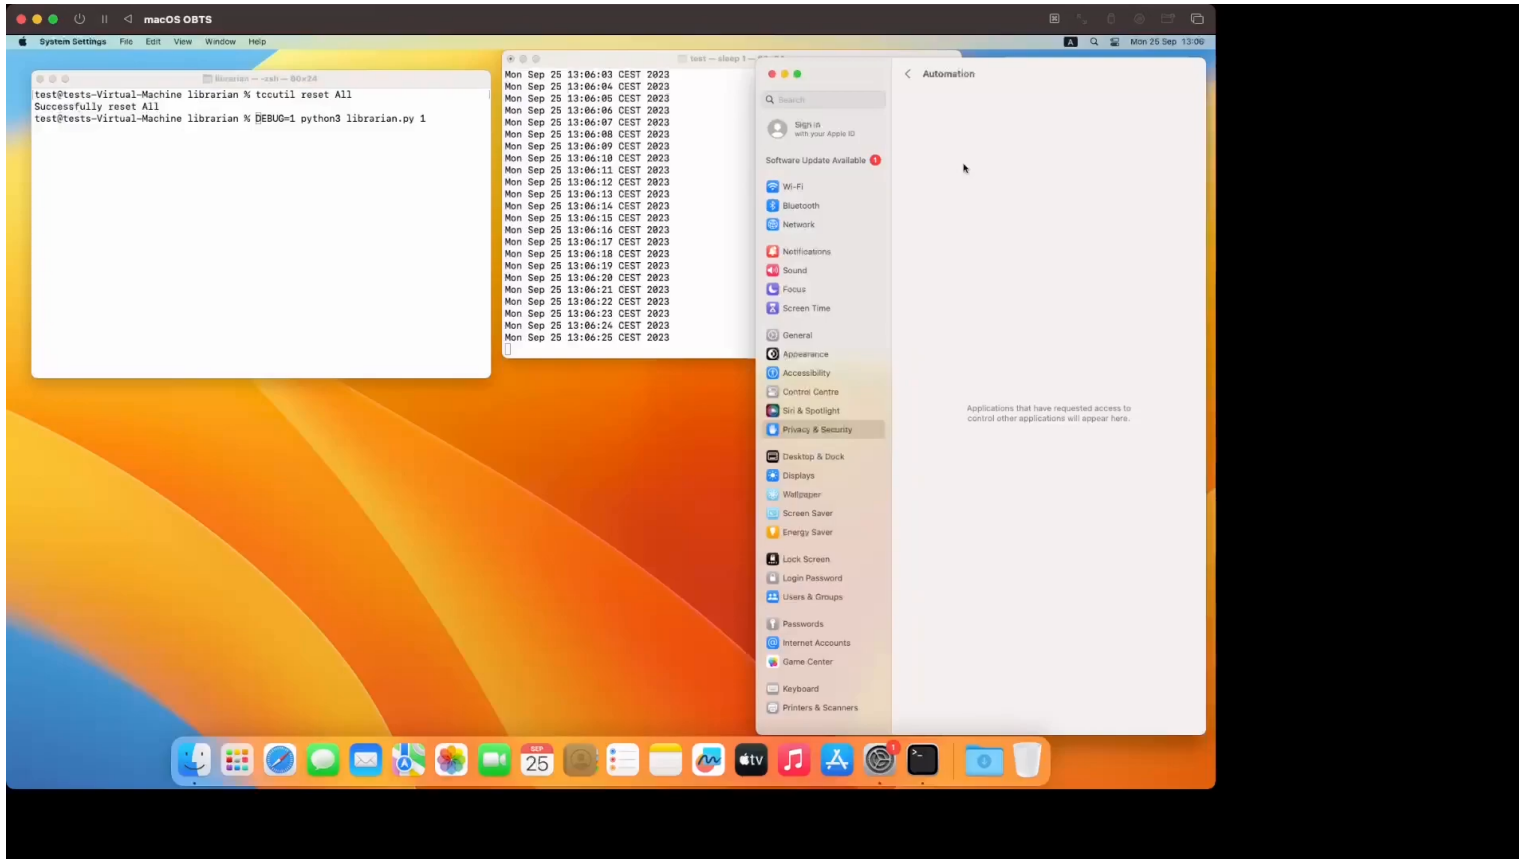 macOS OBTS
System Settings File Edit View Window Help
A
Mon 25 Sep 13:06
librarian — -zsh — 80×24
test@tests-Virtual-Machine librarian % tccutil reset All
Successfully reset All
test@tests-Virtual-Machine librarian % DEBUG=1 python3 librarian.py 1
test — sleep 1 —
Mon Sep 25 13:06:03 CEST 2023
Mon Sep 25 13:06:04 CEST 2023
Mon Sep 25 13:06:05 CEST 2023
Mon Sep 25 13:06:06 CEST 2023
Mon Sep 25 13:06:07 CEST 2023
Mon Sep 25 13:06:08 CEST 2023
Mon Sep 25 13:06:09 CEST 2023
Mon Sep 25 13:06:10 CEST 2023
Mon Sep 25 13:06:11 CEST 2023
Mon Sep 25 13:06:12 CEST 2023
Mon Sep 25 13:06:13 CEST 2023
Mon Sep 25 13:06:14 CEST 2023
Mon Sep 25 13:06:15 CEST 2023
Mon Sep 25 13:06:16 CEST 2023
Mon Sep 25 13:06:17 CEST 2023
Mon Sep 25 13:06:18 CEST 2023
Mon Sep 25 13:06:19 CEST 2023
Mon Sep 25 13:06:20 CEST 2023
Mon Sep 25 13:06:21 CEST 2023
Mon Sep 25 13:06:22 CEST 2023
Mon Sep 25 13:06:23 CEST 2023
Mon Sep 25 13:06:24 CEST 2023
Mon Sep 25 13:06:25 CEST 2023
Search
Sign in
with your Apple ID
Software Update Available 1
Wi-Fi
Bluetooth
Network
Notifications
Sound
Focus
Screen Time
General
Appearance
Accessibility
Control Centre
Siri & Spotlight
Privacy & Security
Desktop & Dock
Displays
Wallpaper
Screen Saver
Energy Saver
Lock Screen
Login Password
Users & Groups
Passwords
Internet Accounts
Game Center
Keyboard
Printers & Scanners
Automation
Applications that have requested access to
control other applications will appear here.
SEP
25
tv
1
>_